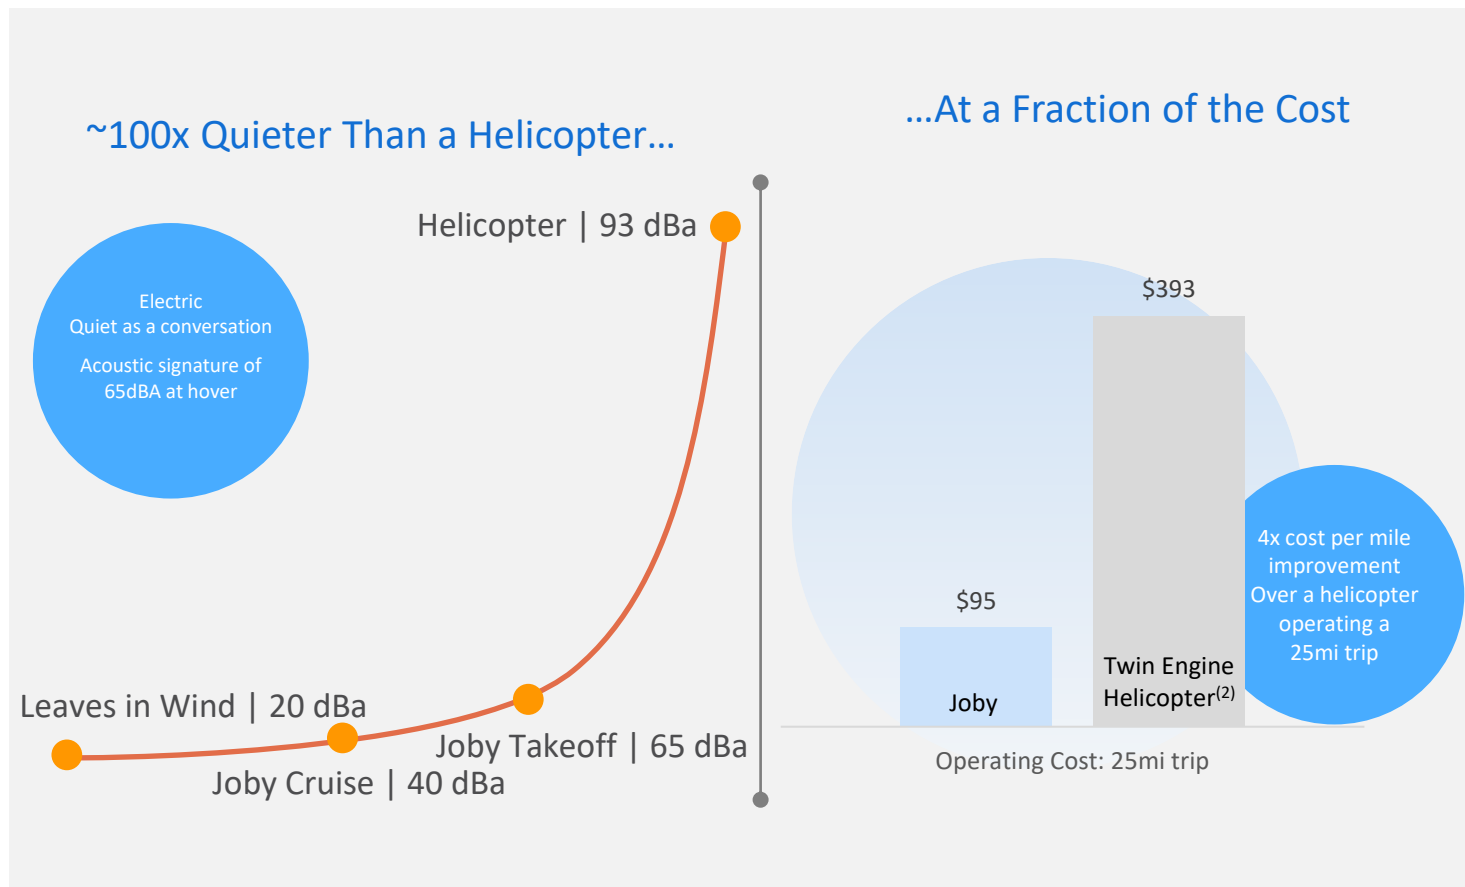 ~100x Quieter Than a Helicopter…
Helicopter | 93 dBa
Electric
Quiet as a conversation
Acoustic signature of
65dBA at hover
Leaves in Wind | 20 dBa
Joby Takeoff | 65 dBa
Joby Cruise | 40 dBa
…At a Fraction of the Cost
$393
$95
4x cost per mile
improvement
Over a helicopter
operating a
25mi trip
Joby
Twin Engine
Helicopter(2)
Operating Cost: 25mi trip